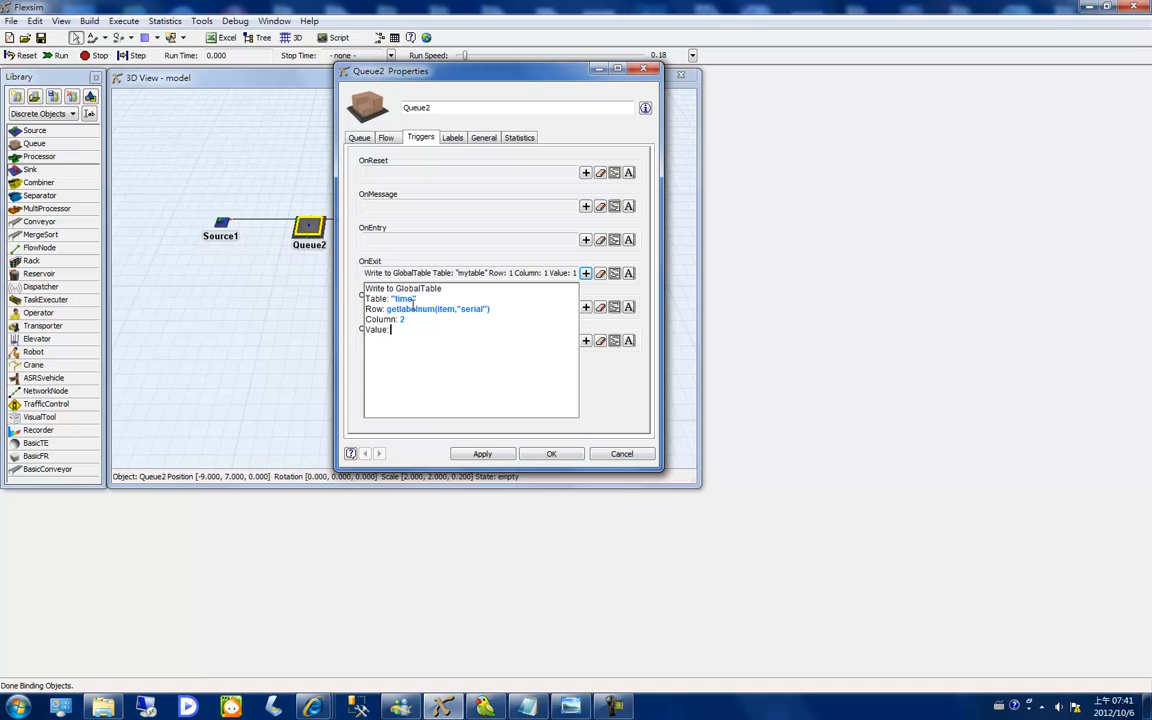 Flexsim
File Edit View Build Execute Statistics Tools Debug Window Help
Excel Tree 3D Script
Reset Run Stop Step Run Time: 0.000 Stop Time: - none - Run Speed: 0.18
Library
Discrete Objects
Source
Queue
Processor
Sink
Combiner
Separator
MultiProcessor
Conveyor
MergeSort
FlowNode
Rack
Reservoir
Dispatcher
TaskExecuter
Operator
Transporter
Elevator
Robot
Crane
ASRSvehicle
NetworkNode
TrafficControl
VisualTool
Recorder
BasicTE
BasicFR
BasicConveyor
3D View - model
Source1
Queue2
Object: Queue2 Position [-9.000, 7.000, 0.000] Rotation [0.000, 0.000, 0.000] Scale [2.000, 2.000, 0.200] State: empty
Queue2 Properties
Queue2
Queue Flow Triggers Labels General Statistics
OnReset
OnMessage
OnEntry
OnExit
Write to GlobalTable Table: "mytable" Row: 1 Column: 1 Value: 1
Write to GlobalTable
Table: "time"
Row: getlabelnum(item,"serial")
Column: 2
Value:
Apply OK Cancel
Done Binding Objects.
上午 07:41
2012/10/6